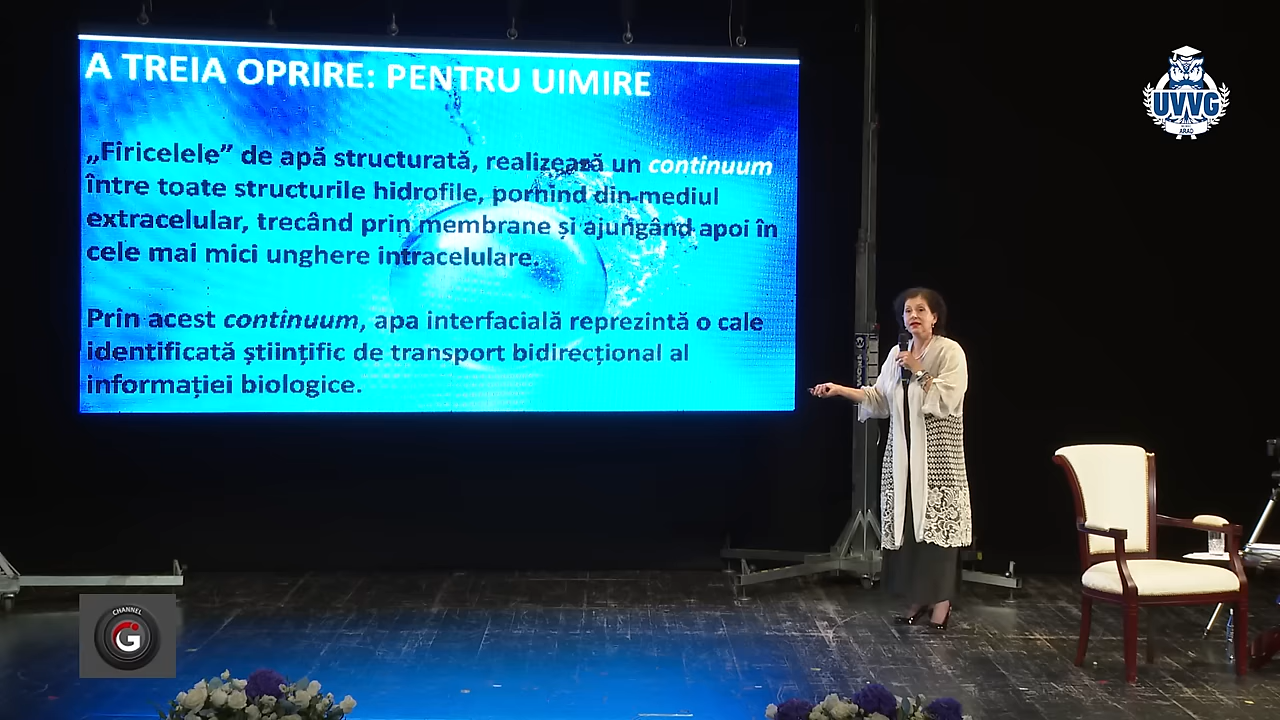 A TREIA OPRIRE: PENTRU UIMIRE
„Firicelele” de apă structurată, realizează un continuum
între toate structurile hidrofile, pornind din mediul
extracelular, trecând prin membrane și ajungând apoi în
cele mai mici unghere intracelulare.
Prin acest continuum, apa interfacială reprezintă o cale
identificată științific de transport bidirecțional al
informației biologice.
UVVG
ARAD
CHANNEL
G